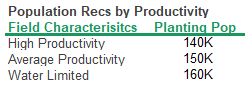 Population Recs by Productivity
Field Characterisitcs Planting Pop
High Productivity 140K
Average Productivity 150K
Water Limited 160K